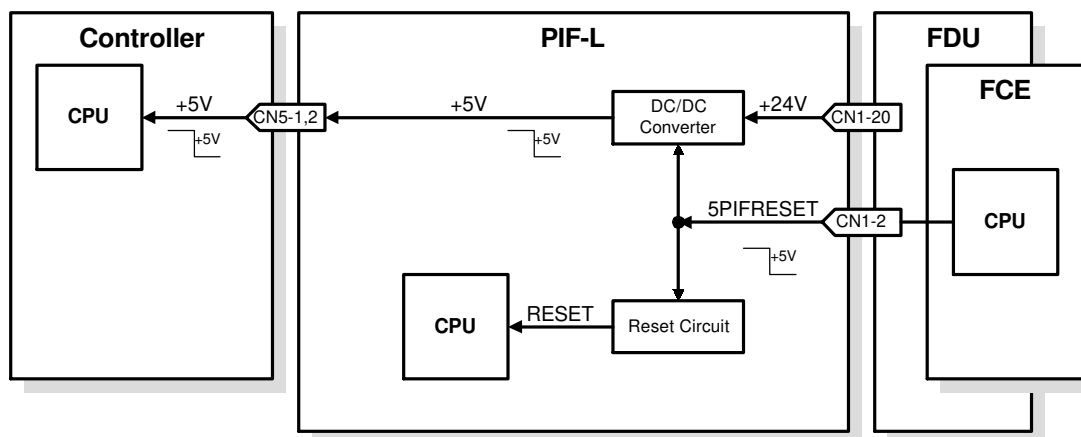 Controller
PIF-L
FDU
FCE
CPU
+5V
CN5-1,2
+5V
DC/DC
Converter
+24V
CN1-20
+5V
+5V
5PIFRESET
CN1-2
CPU
+5V
CPU
RESET
Reset Circuit